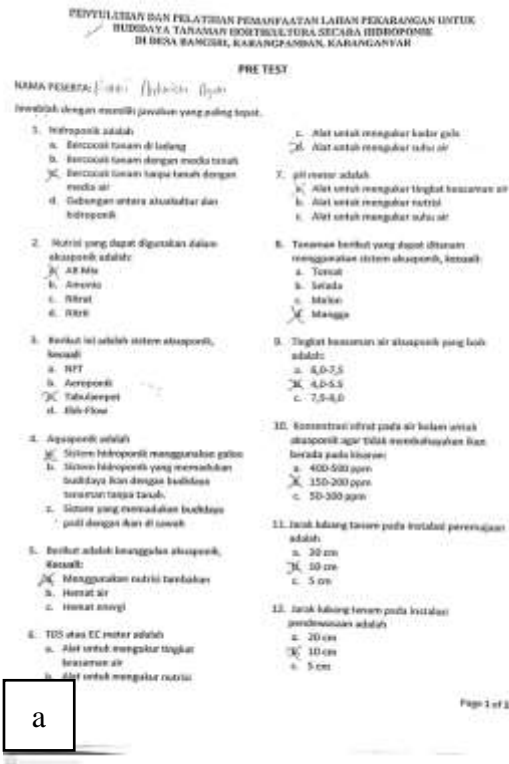 PENYULUHAN DAN PELATIHAN PEMANFAATAN LAHAN PEKARANGAN UNTUK
BUDIDAYA TANAMAN HORTIKULTURA SECARA HIDROPONIK
DI DESA BANGSRI, KARANGPANDAN, KARANGANYAR
PRE TEST
NAMA PESERTA:
Jawablah dengan memilih jawaban yang paling tepat.
1. Hidroponik adalah
a. Bercocok tanam di ladang
b. Bercocok tanam dengan media tanah
c. Bercocok tanam tanpa tanah dengan
media air
d. Gabungan antara akuakultur dan
hidroponik
2. Nutrisi yang dapat digunakan dalam
akuaponik adalah:
a. AB Mix
b. Amonia
c. Nitrat
d. Nitrit
3. Berikut ini adalah sistem akuaponik,
kecuali
a. NFT
b. Aeroponik
c. Tabulampot
d. Ebb-Flow
4. Aquaponik adalah
a. Sistem hidroponik menggunakan galon
b. Sistem hidroponik yang memadukan
budidaya ikan dengan budidaya
tanaman tanpa tanah.
c. Sistem yang memadukan budidaya
padi dengan ikan di sawah
5. Berikut adalah keunggulan akuaponik,
Kecuali:
a. Menggunakan nutrisi tambahan
b. Hemat air
c. Hemat energi
6. TDS atau EC meter adalah
a. Alat untuk mengukur tingkat
keasaman air
b. Alat untuk mengukur nutrisi
c. Alat untuk mengukur kadar gula
d. Alat untuk mengukur suhu air
7. pH meter adalah
a. Alat untuk mengukur tingkat keasaman air
b. Alat untuk mengukur nutrisi
c. Alat untuk mengukur suhu air
8. Tanaman berikut yang dapat ditanam
menggunakan sistem akuaponik, kecuali:
a. Tomat
b. Selada
c. Melon
d. Mangga
9. Tingkat keasaman air akuaponik yang baik
adalah:
a. 6,0-7,5
b. 4,0-5.5
c. 7,5-8,0
10. Konsentrasi nitrat pada air kolam untuk
akuaponik agar tidak membahayakan ikan
berada pada kisaran:
a. 400-500 ppm
b. 150-200 ppm
c. 50-100 ppm
11. Jarak lubang tanam pada instalasi peremajaan
adalah
a. 20 cm
b. 10 cm
c. 5 cm
12. Jarak lubang tanam pada instalasi
pendewasaan adalah
a. 20 cm
b. 10 cm
c. 5 cm
Page 1 of 2
a